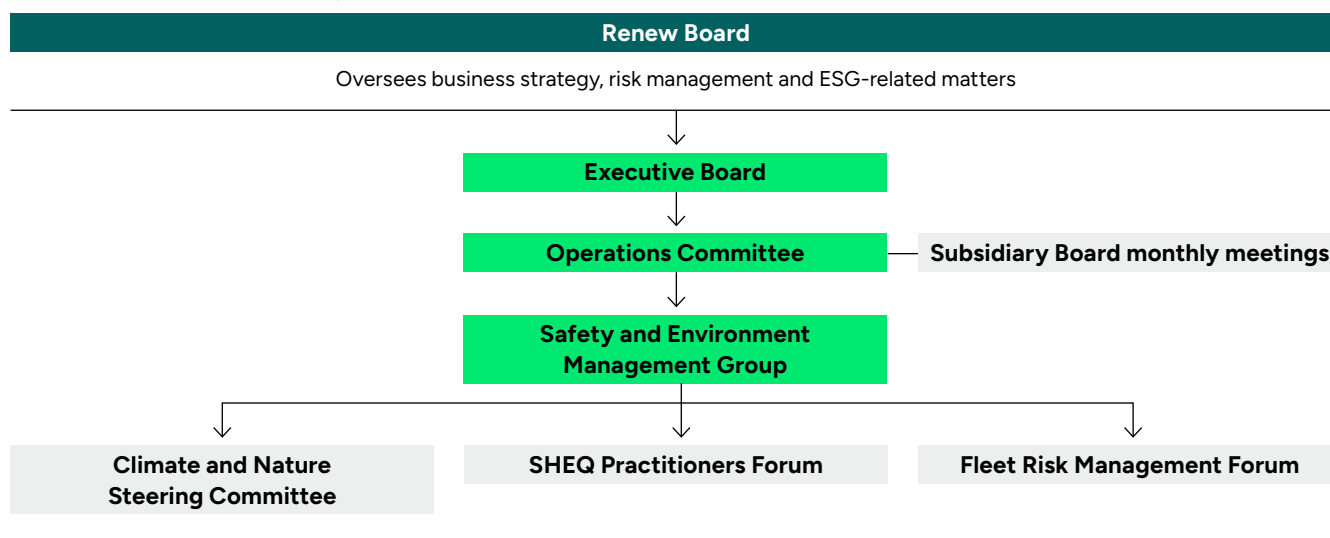 Renew Board
Oversees business strategy, risk management and ESG-related matters
Executive Board
Operations Committee
Subsidiary Board monthly meetings
Safety and Environment
Management Group
Climate and Nature
Steering Committee
SHEQ Practitioners Forum
Fleet Risk Management Forum